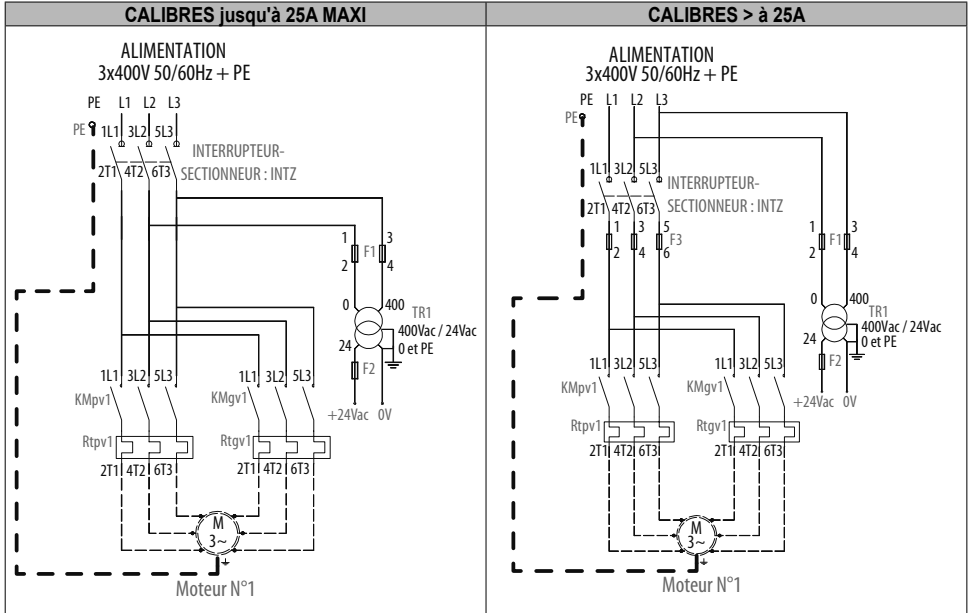 CALIBRES jusqu'à 25A MAXI
ALIMENTATION
3x400V 50/60Hz + PE
PE L1 L2 L3
PE
1L1 3L2 5L3
INTERRUPTEUR-
2T1 4T2 6T3 SECTIONNEUR : INTZ
1 3
F1
2 4
0 400
TR1
400Vac / 24Vac
24 0 et PE
F2
1L1 3L2 5L3 1L1 3L2 5L3
KMpv1 KMgv1
+24Vac 0V
Rtpv1 Rtgv1
2T1 4T2 6T3 2T1 4T2 6T3
M
3~
Moteur N°1
CALIBRES > à 25A
ALIMENTATION
3x400V 50/60Hz + PE
PE L1 L2 L3
PE
1L1 3L2 5L3
INTERRUPTEUR-
2T1 4T2 6T3 SECTIONNEUR : INTZ
1 3 5
F3
2 4 6
1 3
F1
2 4
0 400
TR1
400Vac / 24Vac
24 0 et PE
F2
1L1 3L2 5L3 1L1 3L2 5L3
KMpv1 KMgv1
+24Vac 0V
Rtpv1 Rtgv1
2T1 4T2 6T3 2T1 4T2 6T3
M
3~
Moteur N°1